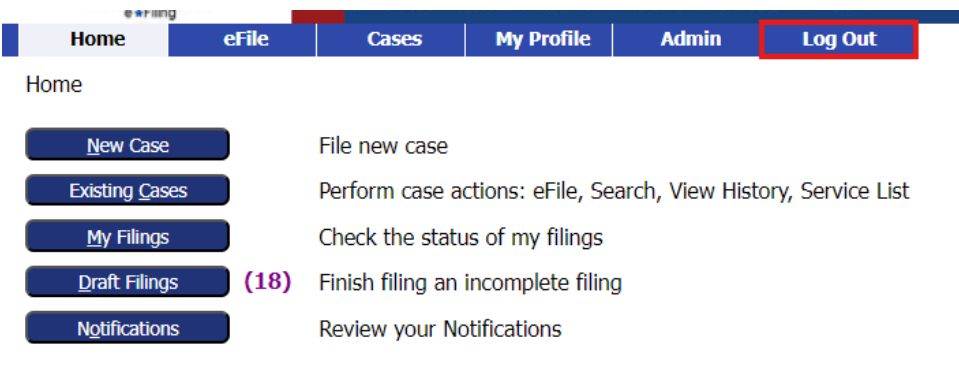 e★Filing
Home eFile Cases My Profile Admin Log Out
Home
New Case File new case
Existing Cases Perform case actions: eFile, Search, View History, Service List
My Filings Check the status of my filings
Draft Filings (18) Finish filing an incomplete filing
Notifications Review your Notifications